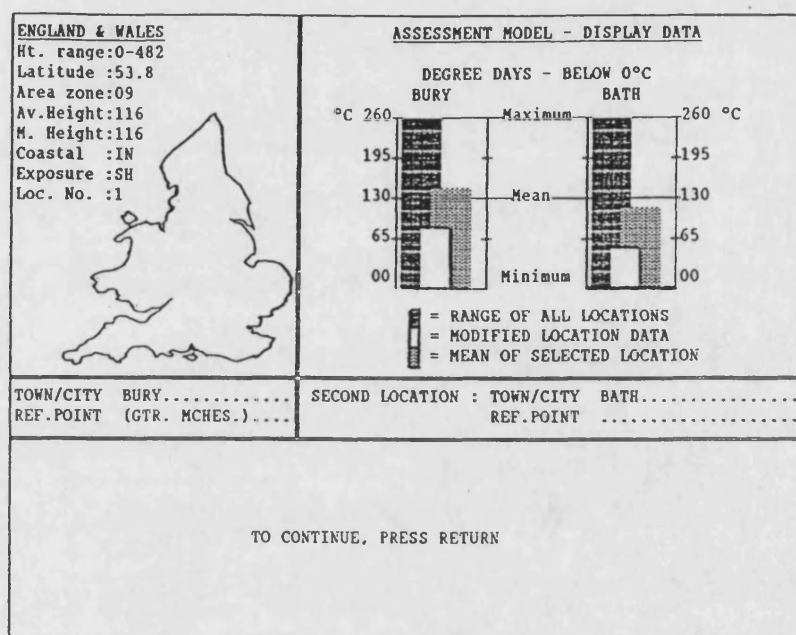 ENGLAND & WALES
Ht. range:0-482
Latitude :53.8
Area zone:09
Av.Height:116
M. Height:116
Coastal :IN
Exposure :SH
Loc. No. :1
ASSESSMENT MODEL - DISPLAY DATA
DEGREE DAYS - BELOW 0°C
BURY BATH
°C 260 Maximum 260 °C
195 195
130 Mean 130
65 65
00 Minimum 00
= RANGE OF ALL LOCATIONS
= MODIFIED LOCATION DATA
= MEAN OF SELECTED LOCATION
TOWN/CITY BURY.............
REF.POINT (GTR. MCHES.)....
SECOND LOCATION : TOWN/CITY BATH................
REF.POINT ................
TO CONTINUE, PRESS RETURN